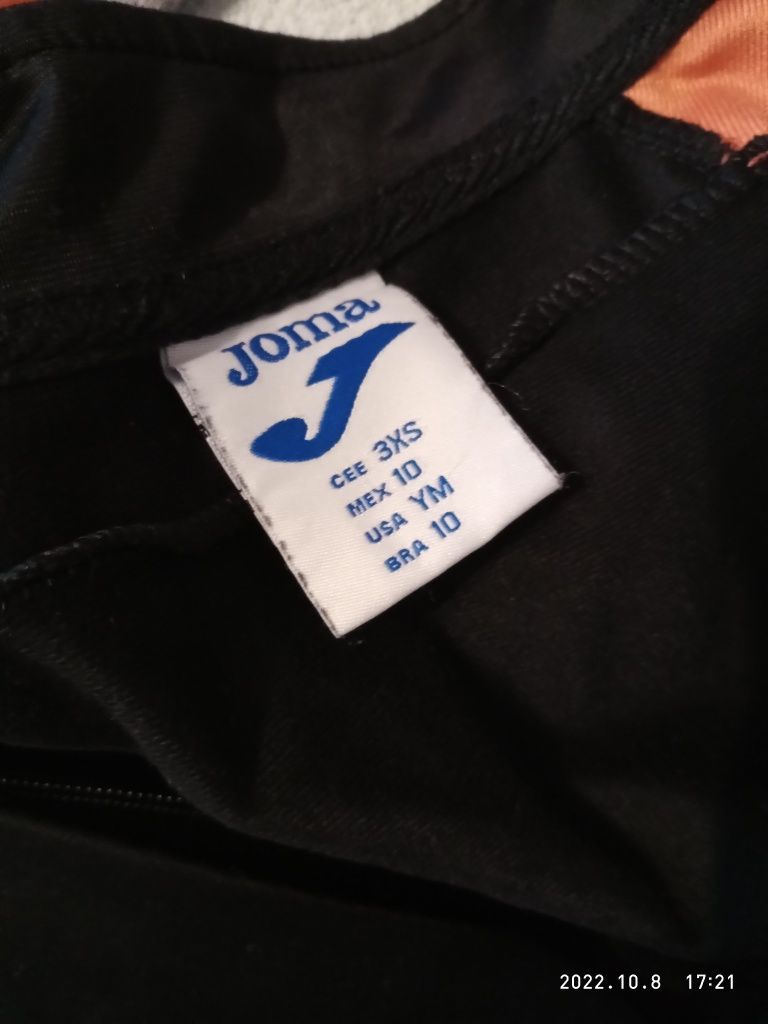 Joma
CEE 3XS
MEX 10
USA YM
BRA 10
2022.10.8 17:21